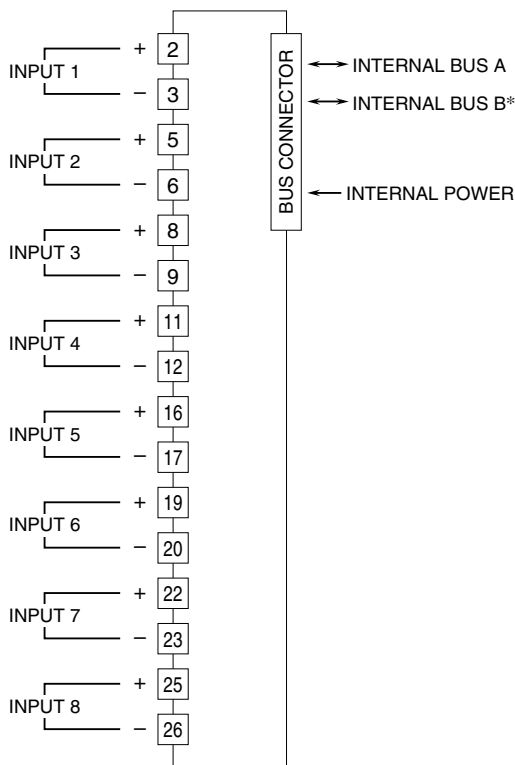 INPUT 1
+ 2
− 3
INPUT 2
+ 5
− 6
INPUT 3
+ 8
− 9
INPUT 4
+ 11
− 12
INPUT 5
+ 16
− 17
INPUT 6
+ 19
− 20
INPUT 7
+ 22
− 23
INPUT 8
+ 25
− 26
BUS CONNECTOR
INTERNAL BUS A
INTERNAL BUS B*
INTERNAL POWER